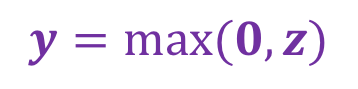 y = max(0, z)